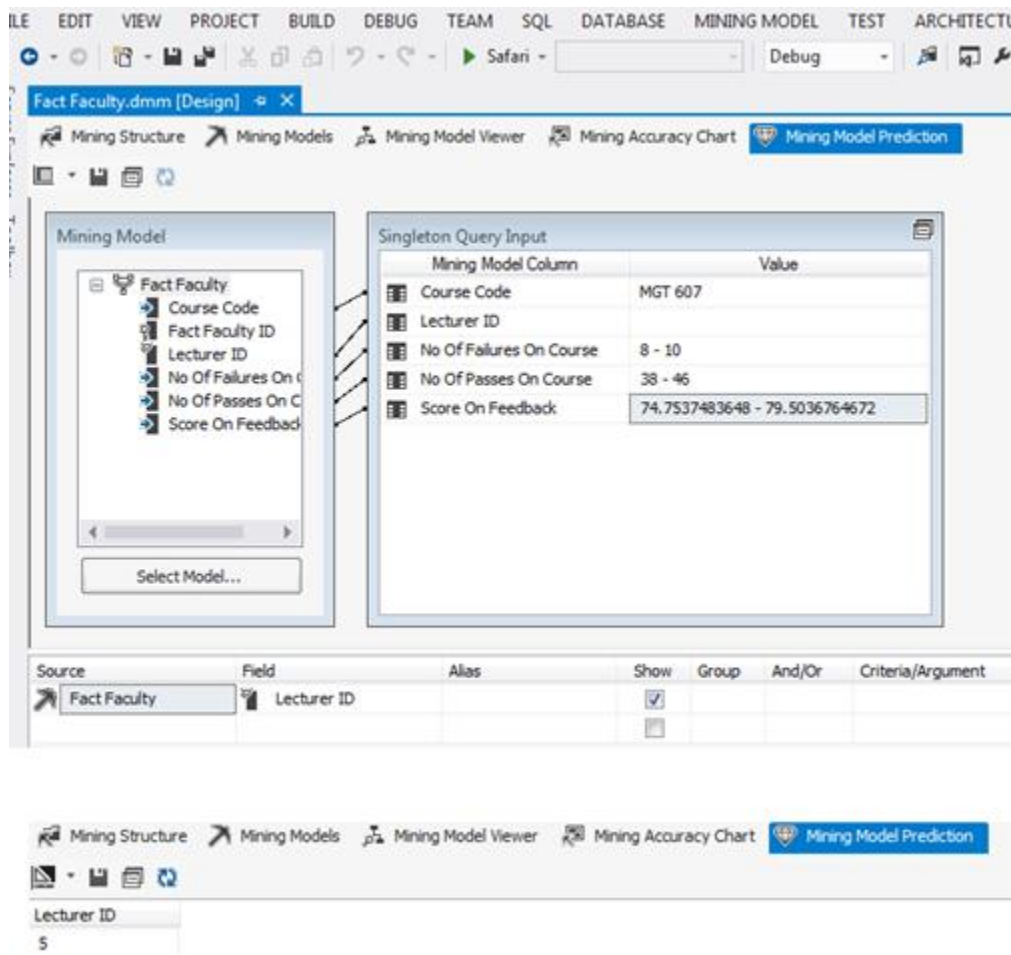 LE EDIT VIEW PROJECT BUILD DEBUG TEAM SQL DATABASE MINING MODEL TEST ARCHITECTU
Safari Debug
Fact Faculty.dmm [Design]
Mining Structure Mining Models Mining Model Viewer Mining Accuracy Chart Mining Model Prediction
Mining Model
Fact Faculty
Course Code
Fact Faculty ID
Lecturer ID
No Of Failures On C
No Of Passes On C
Score On Feedback
Select Model...
Singleton Query Input
Mining Model Column Value
Course Code MGT 607
Lecturer ID
No Of Failures On Course 8 - 10
No Of Passes On Course 38 - 46
Score On Feedback 74.7537483648 - 79.5036764672
Source Field Alias Show Group And/Or Criteria/Argument
Fact Faculty Lecturer ID
Mining Structure Mining Models Mining Model Viewer Mining Accuracy Chart Mining Model Prediction
Lecturer ID
5